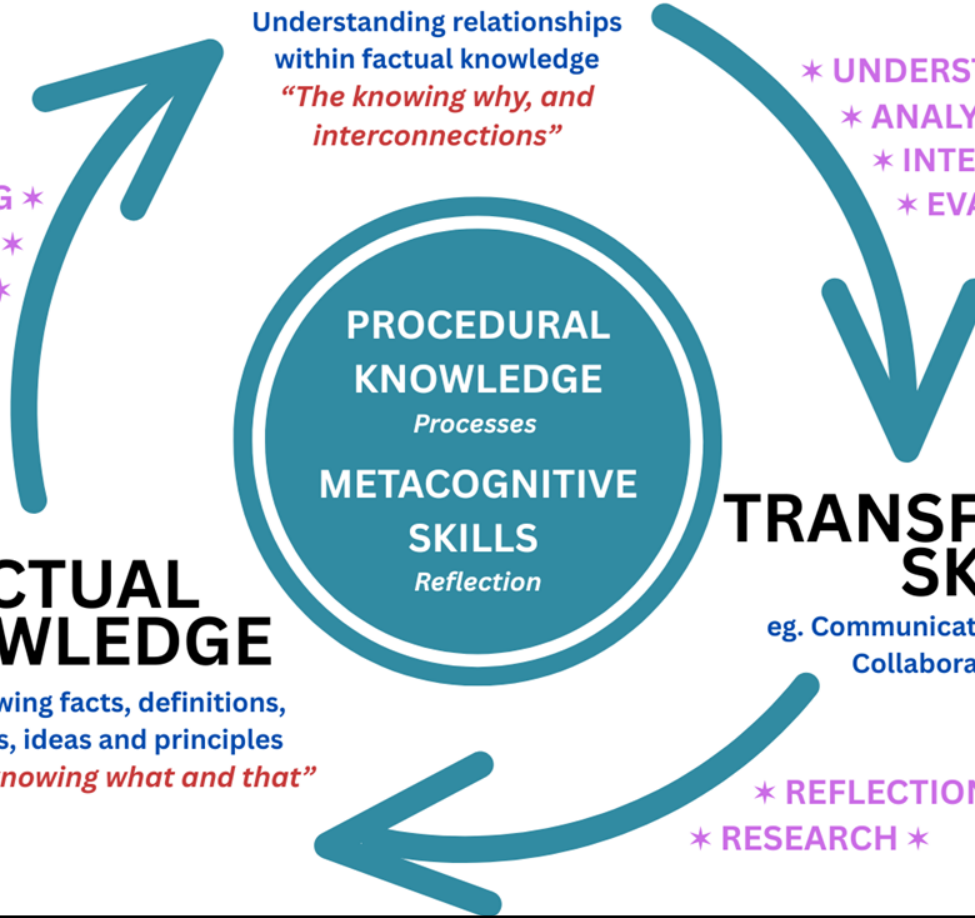 Understanding relationships
within factual knowledge
“The knowing why, and
interconnections”
✶ UNDERST
✶ ANALY
✶ INTE
✶ EVA
G ✶
✶
✶
PROCEDURAL
KNOWLEDGE
Processes
METACOGNITIVE
SKILLS
Reflection
TRANSF
SK
eg. Communicat
Collabora
CTUAL
WLEDGE
wing facts, definitions,
s, ideas and principles
knowing what and that”
✶ REFLECTION
✶ RESEARCH ✶